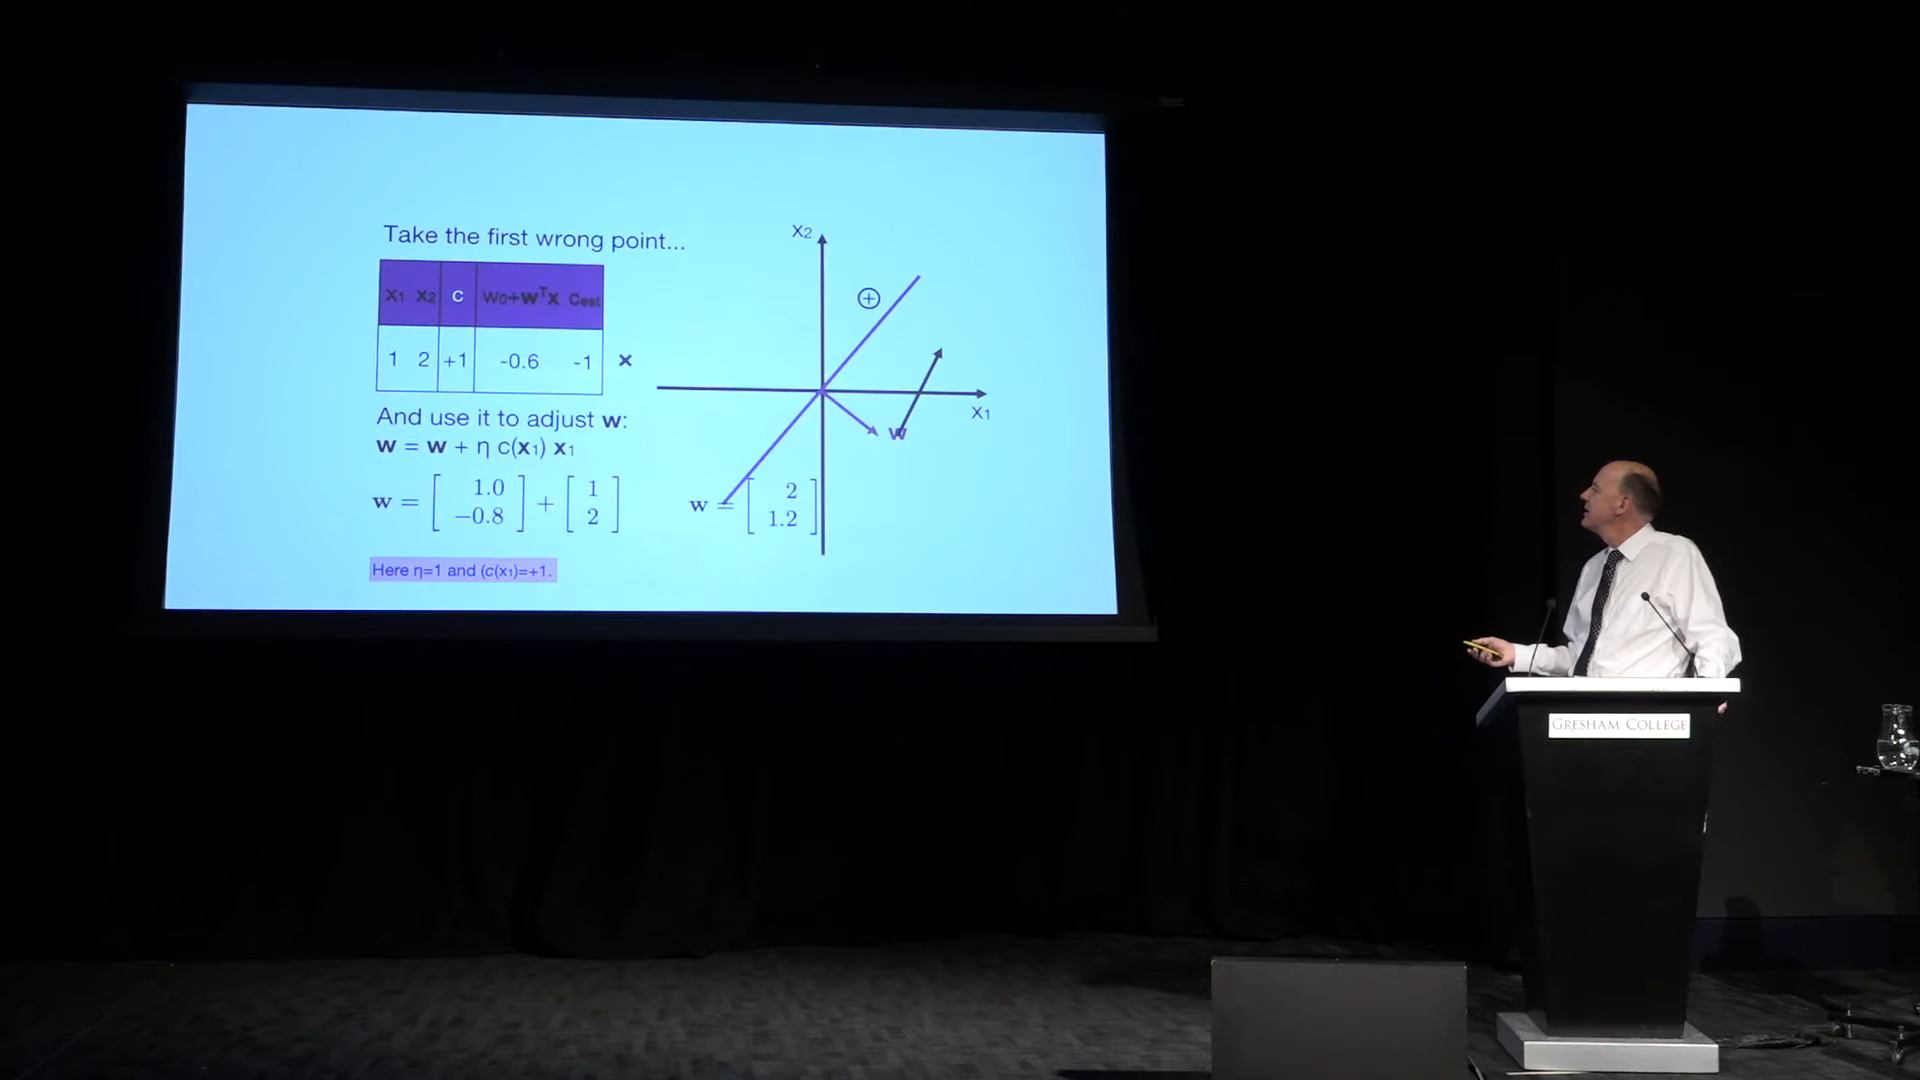 Take the first wrong point...
x₁ x₂ c w₀+wᵀx cest
1 2 +1 -0.6 -1 ×
And use it to adjust w:
w = w + η c(x₁) x₁
w = [ 1.0 -0.8 ] + [ 1 2 ]
w = [ 2 1.2 ]
Here η=1 and (c(x₁)=+1.
x₂
+
x₁
w
GRESHAM COLLEGE